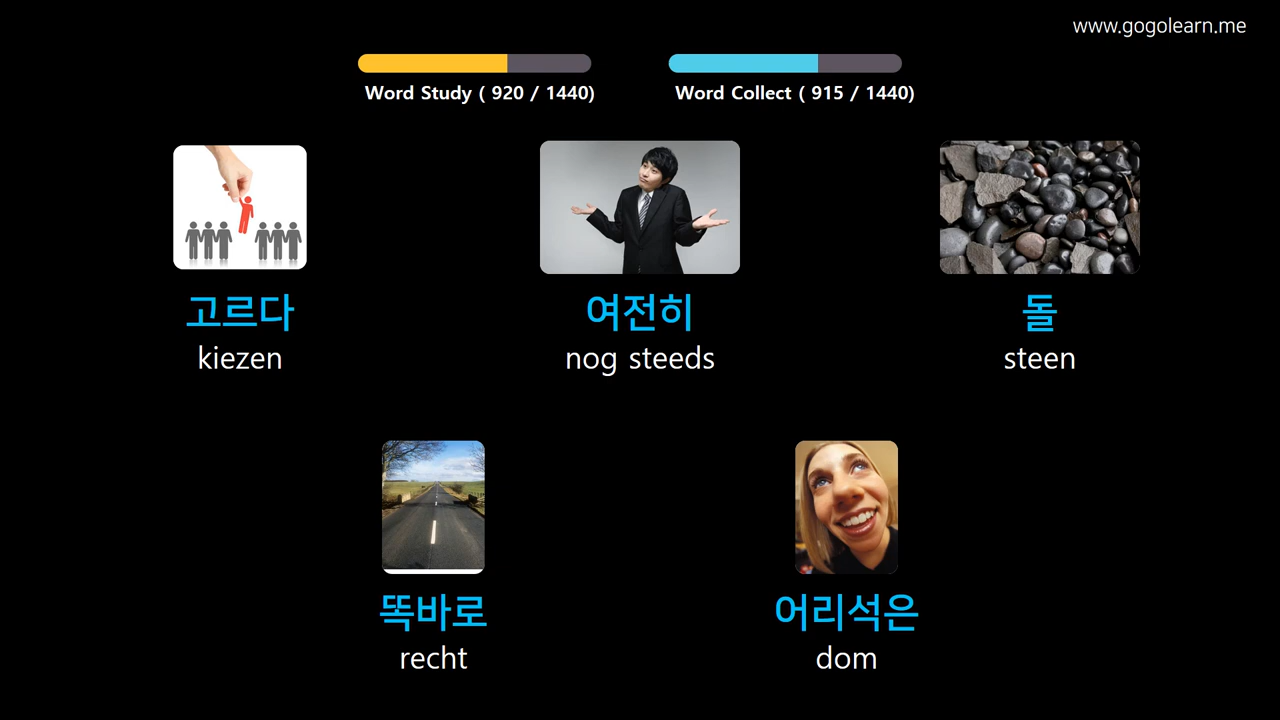 www.gogolearn.me
Word Study ( 920 / 1440)
Word Collect ( 915 / 1440)
고르다
kiezen
여전히
nog steeds
돌
steen
똑바로
recht
어리석은
dom